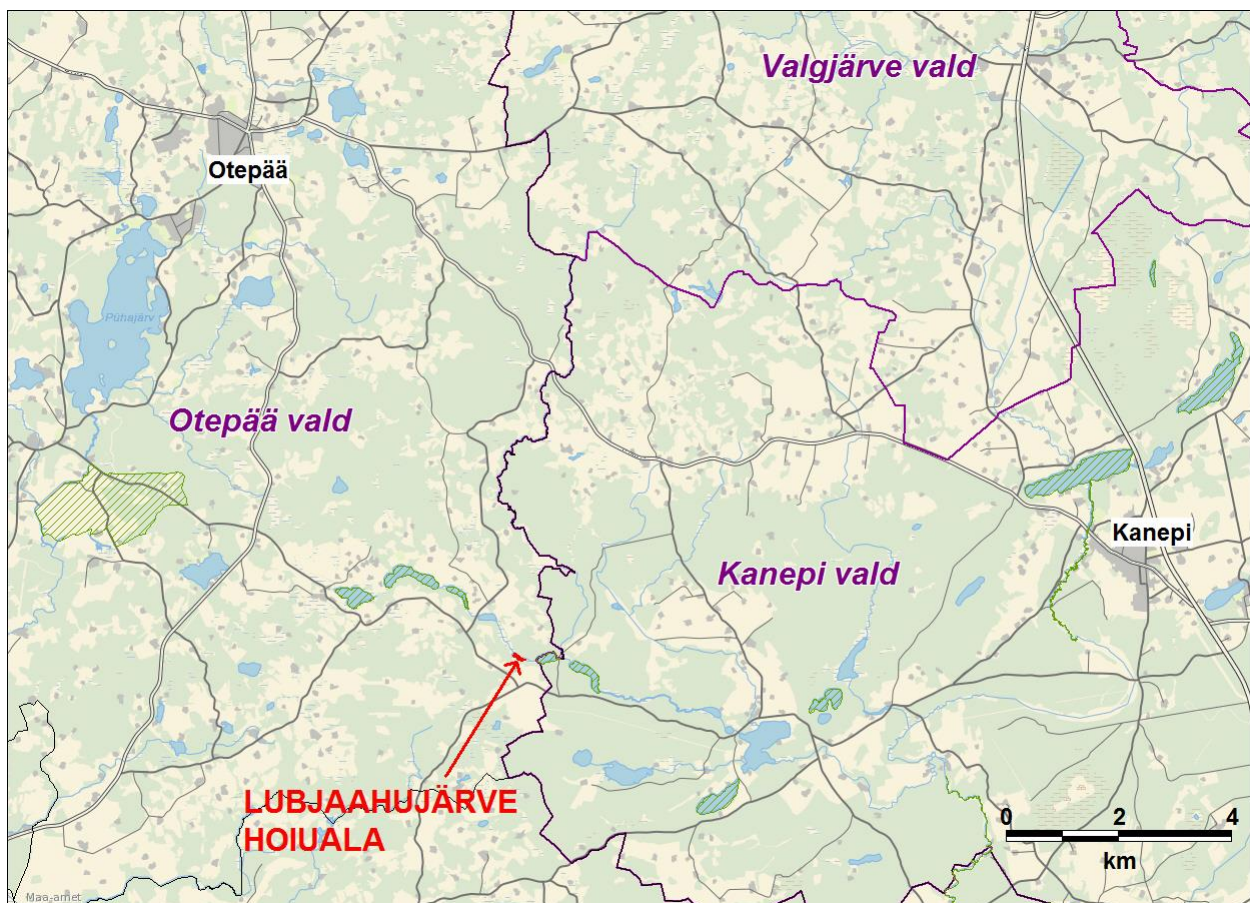 Valgjärve vald
Otepää
Pühajärv
Otepää vald
Kanepi
Kanepi vald
LUBJAAHUJÄRVE
HOIUALA
0 2 4
km
Maa-amet